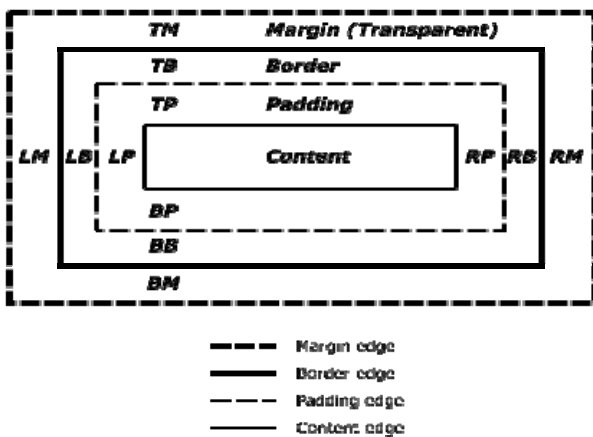 TM Margin (Transparent)
TB Border
TP Padding
LM LB LP Content RP RB RM
BP
BB
BM
Margin edge
Border edge
Padding edge
Content edge